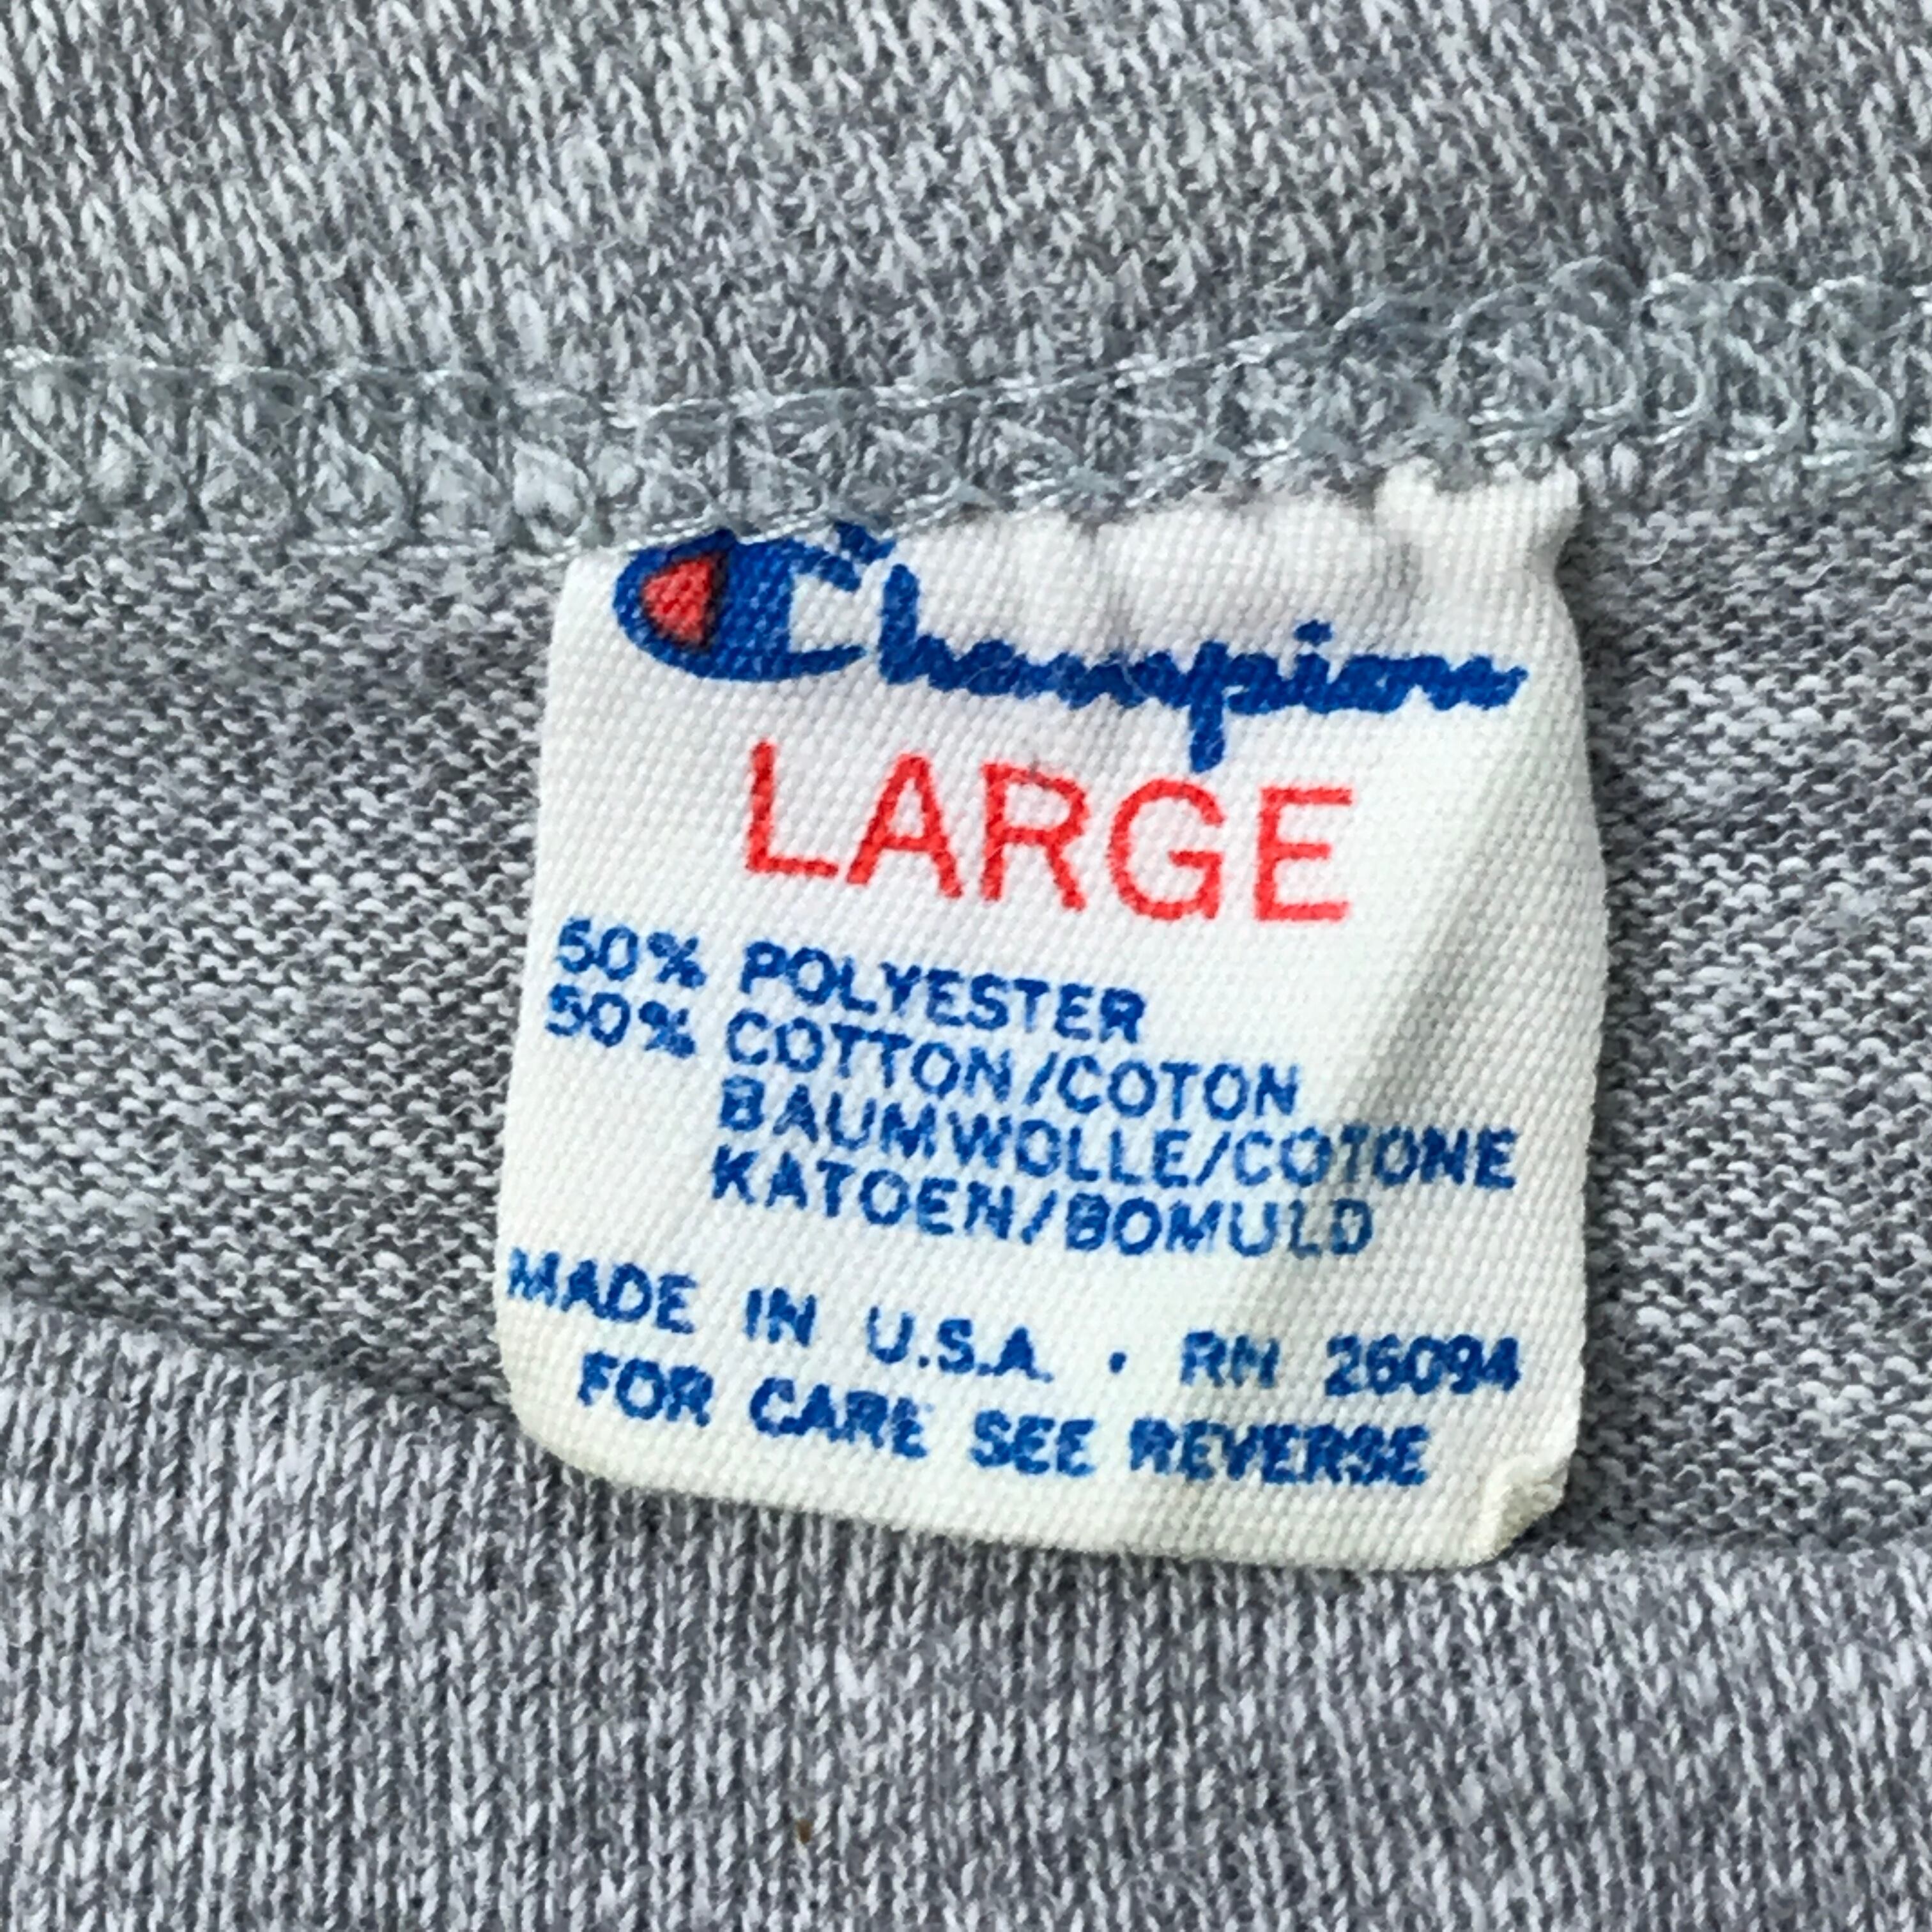 Champion
LARGE
50% POLYESTER
50% COTTON/COTON
BAUMWOLLE/COTONE
KATOEN/BOMULD
MADE IN U.S.A. · RN 26094
FOR CARE SEE REVERSE